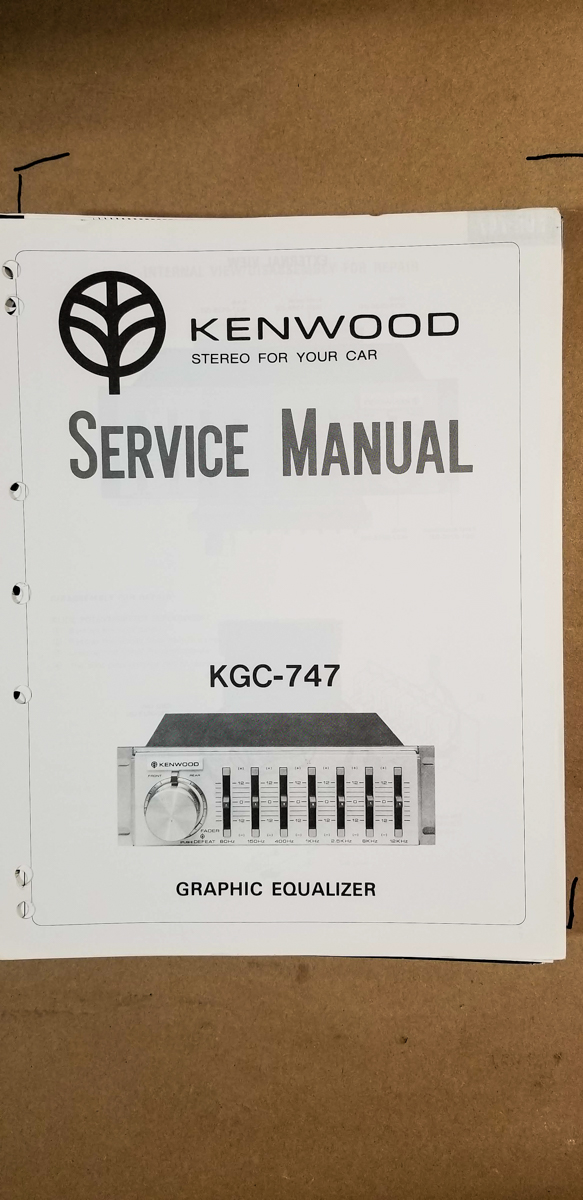 KENWOOD
STEREO FOR YOUR CAR
SERVICE MANUAL
KGC-747
KENWOOD
FRONT REAR
FADER
PUSH DEFEAT 60Hz 150Hz 400Hz 1KHz 2.5KHz 6KHz 12KHz
GRAPHIC EQUALIZER